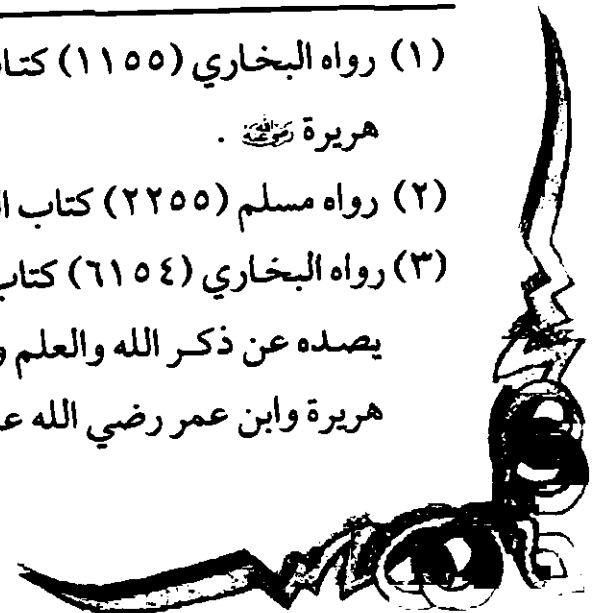 (١) رواه البخاري (١١٥٥) كتا
هريرة رضي الله عنه .
(٢) رواه مسلم (٢٢٥٥) كتاب ا
(٣) رواه البخاري (٦١٥٤) كتاب
يصده عن ذكر الله والعلم و
هريرة وابن عمر رضي الله ع